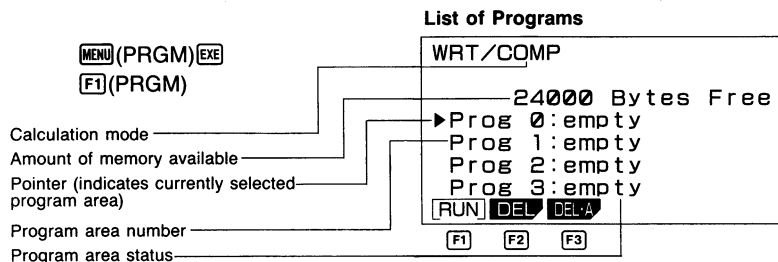 List of Programs
MENU (PRGM) EXE
F1 (PRGM)
WRT/COMP
24000 Bytes Free
▶Prog 0:empty
Prog 1:empty
Prog 2:empty
Prog 3:empty
RUN DEL DEL·A
F1 F2 F3
Calculation mode
Amount of memory available
Pointer (indicates currently selected
program area)
Program area number
Program area status